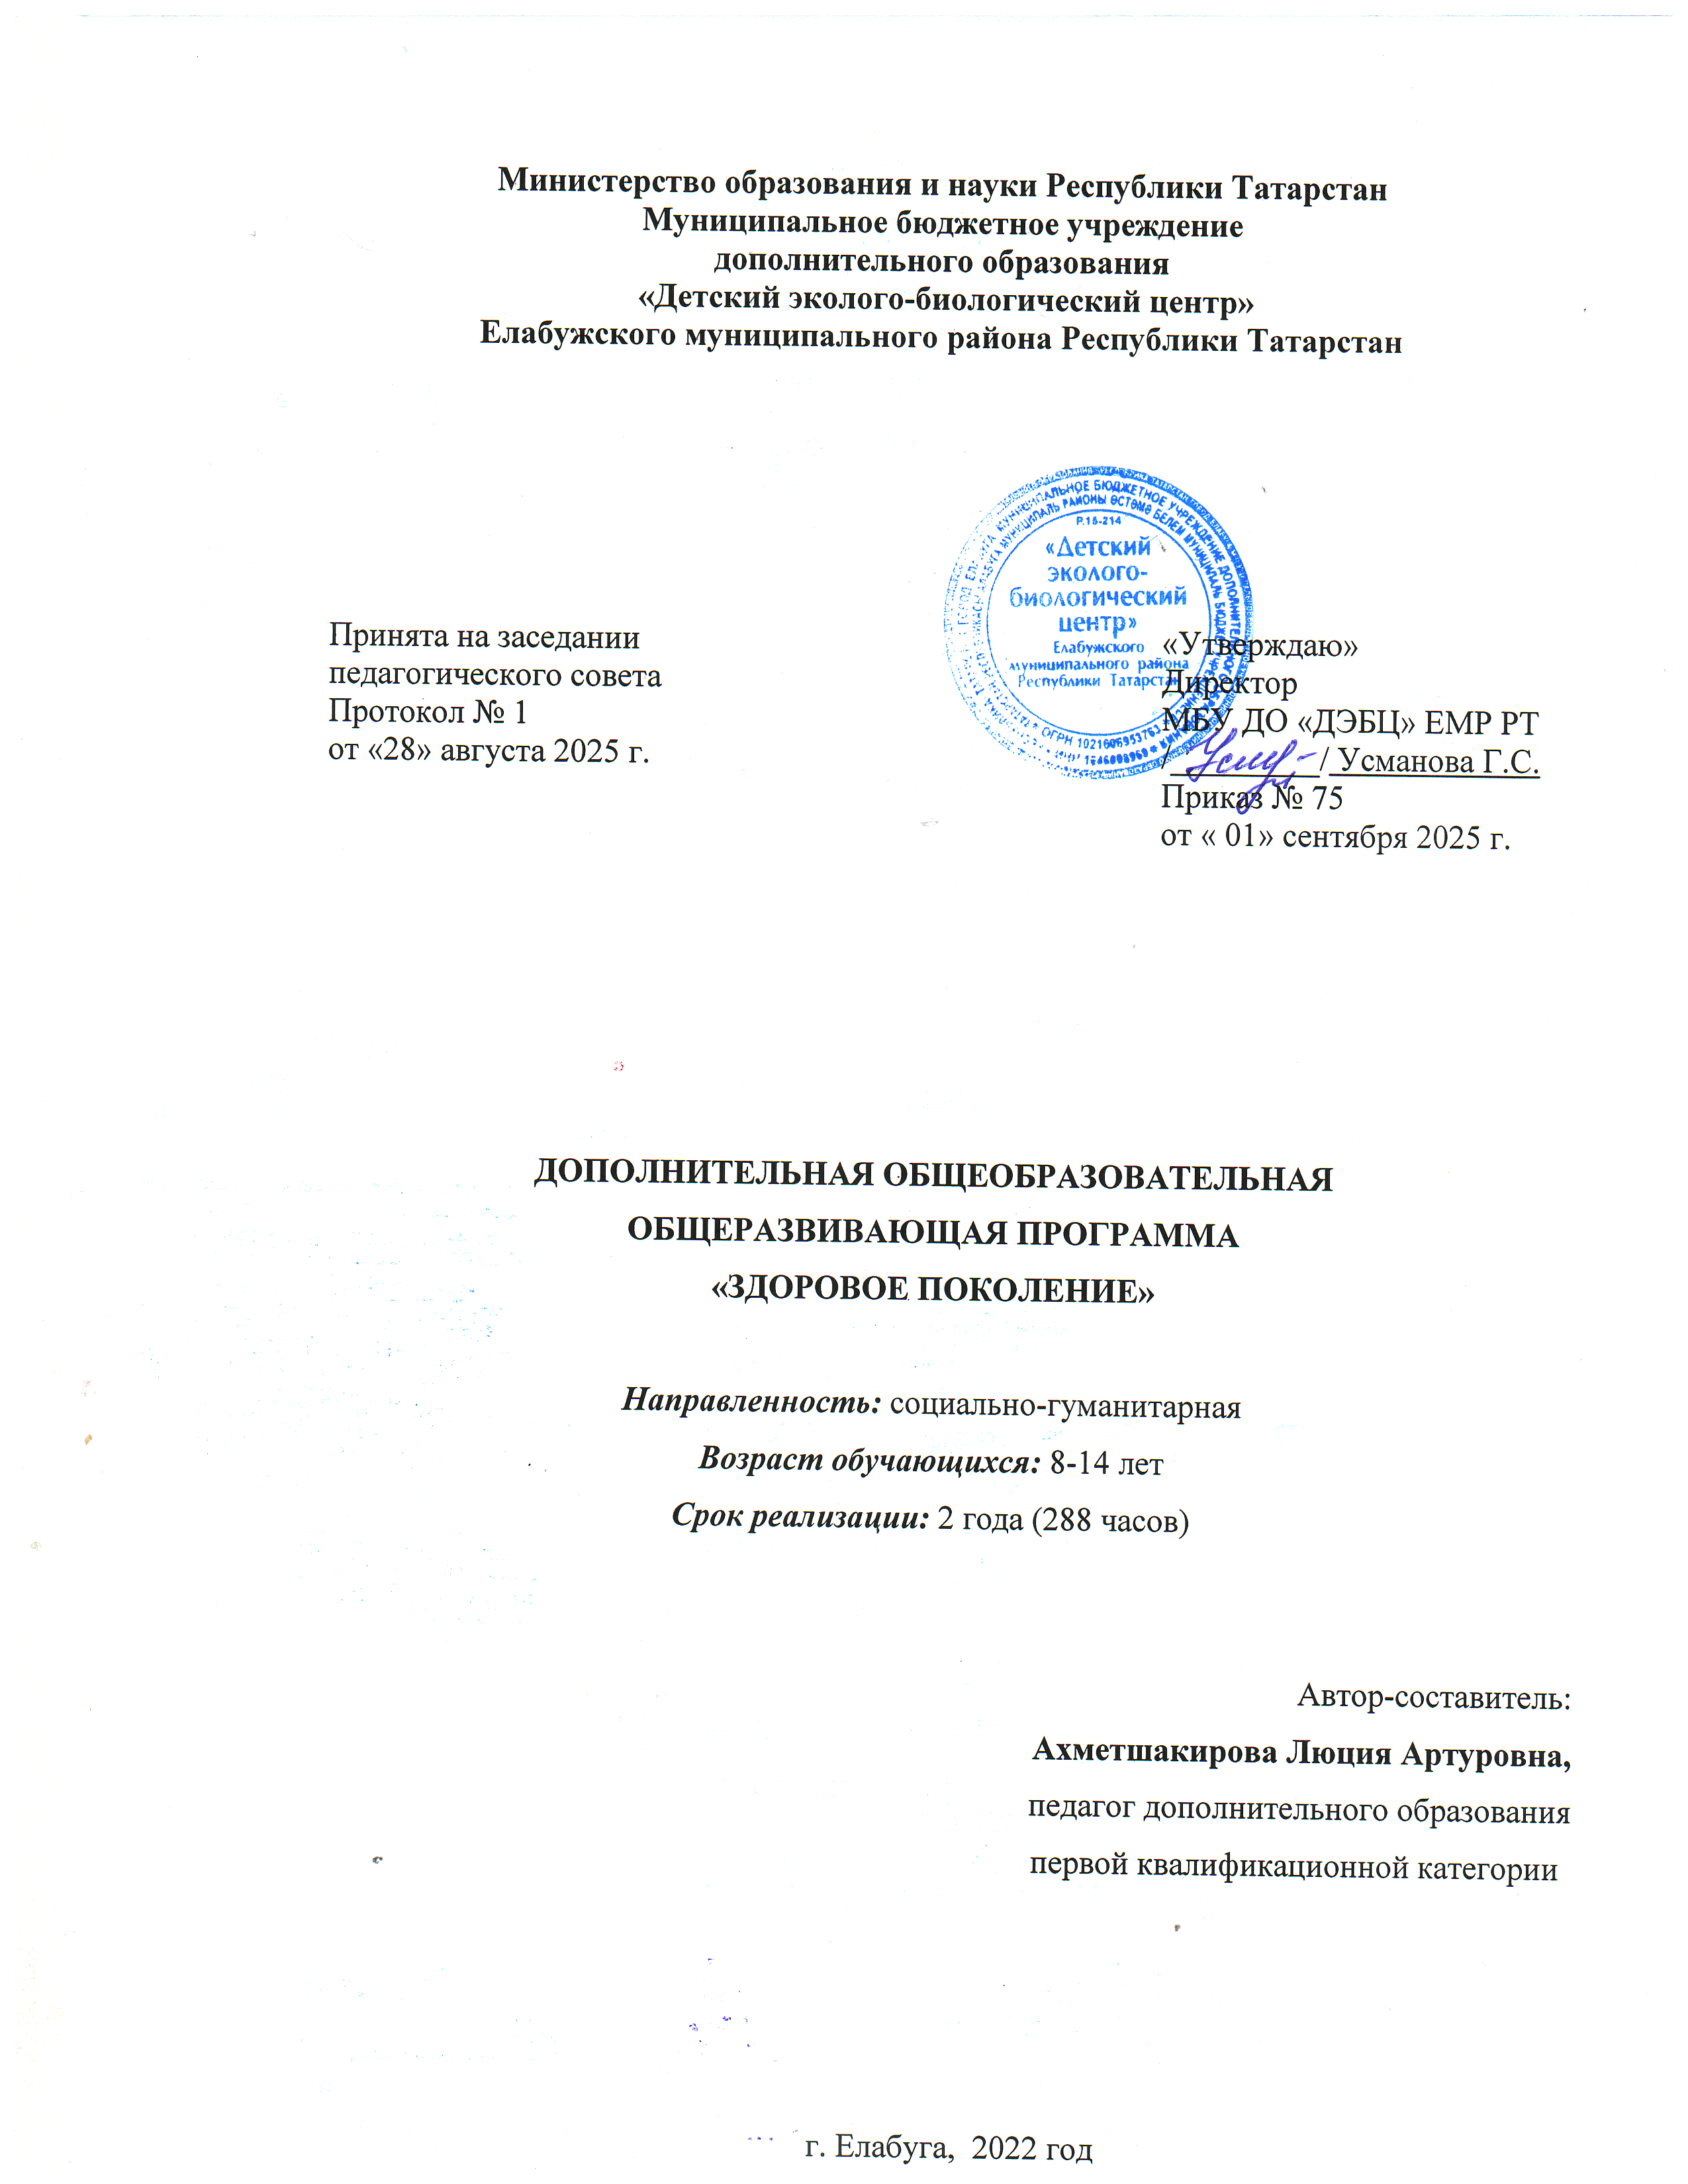 Министерство образования и науки Республики Татарстан
Муниципальное бюджетное учреждение
дополнительного образования
«Детский эколого-биологический центр»
Елабужского муниципального района Республики Татарстан
Р.16-214
«Детский
эколого-
биологический
центр»
Елабужского
муниципального района
Республики Татарстан
Принята на заседании
педагогического совета
Протокол № 1
от «28» августа 2025 г.
«Утверждаю»
Директор
МБУ ДО «ДЭБЦ» ЕМР РТ
/_________/ Усманова Г.С.
Приказ № 75
от « 01» сентября 2025 г.
ДОПОЛНИТЕЛЬНАЯ ОБЩЕОБРАЗОВАТЕЛЬНАЯ
ОБЩЕРАЗВИВАЮЩАЯ ПРОГРАММА
«ЗДОРОВОЕ ПОКОЛЕНИЕ»
Направленность: социально-гуманитарная
Возраст обучающихся: 8-14 лет
Срок реализации: 2 года (288 часов)
Автор-составитель:
Ахметшакирова Люция Артуровна,
педагог дополнительного образования
первой квалификационной категории
г. Елабуга, 2022 год